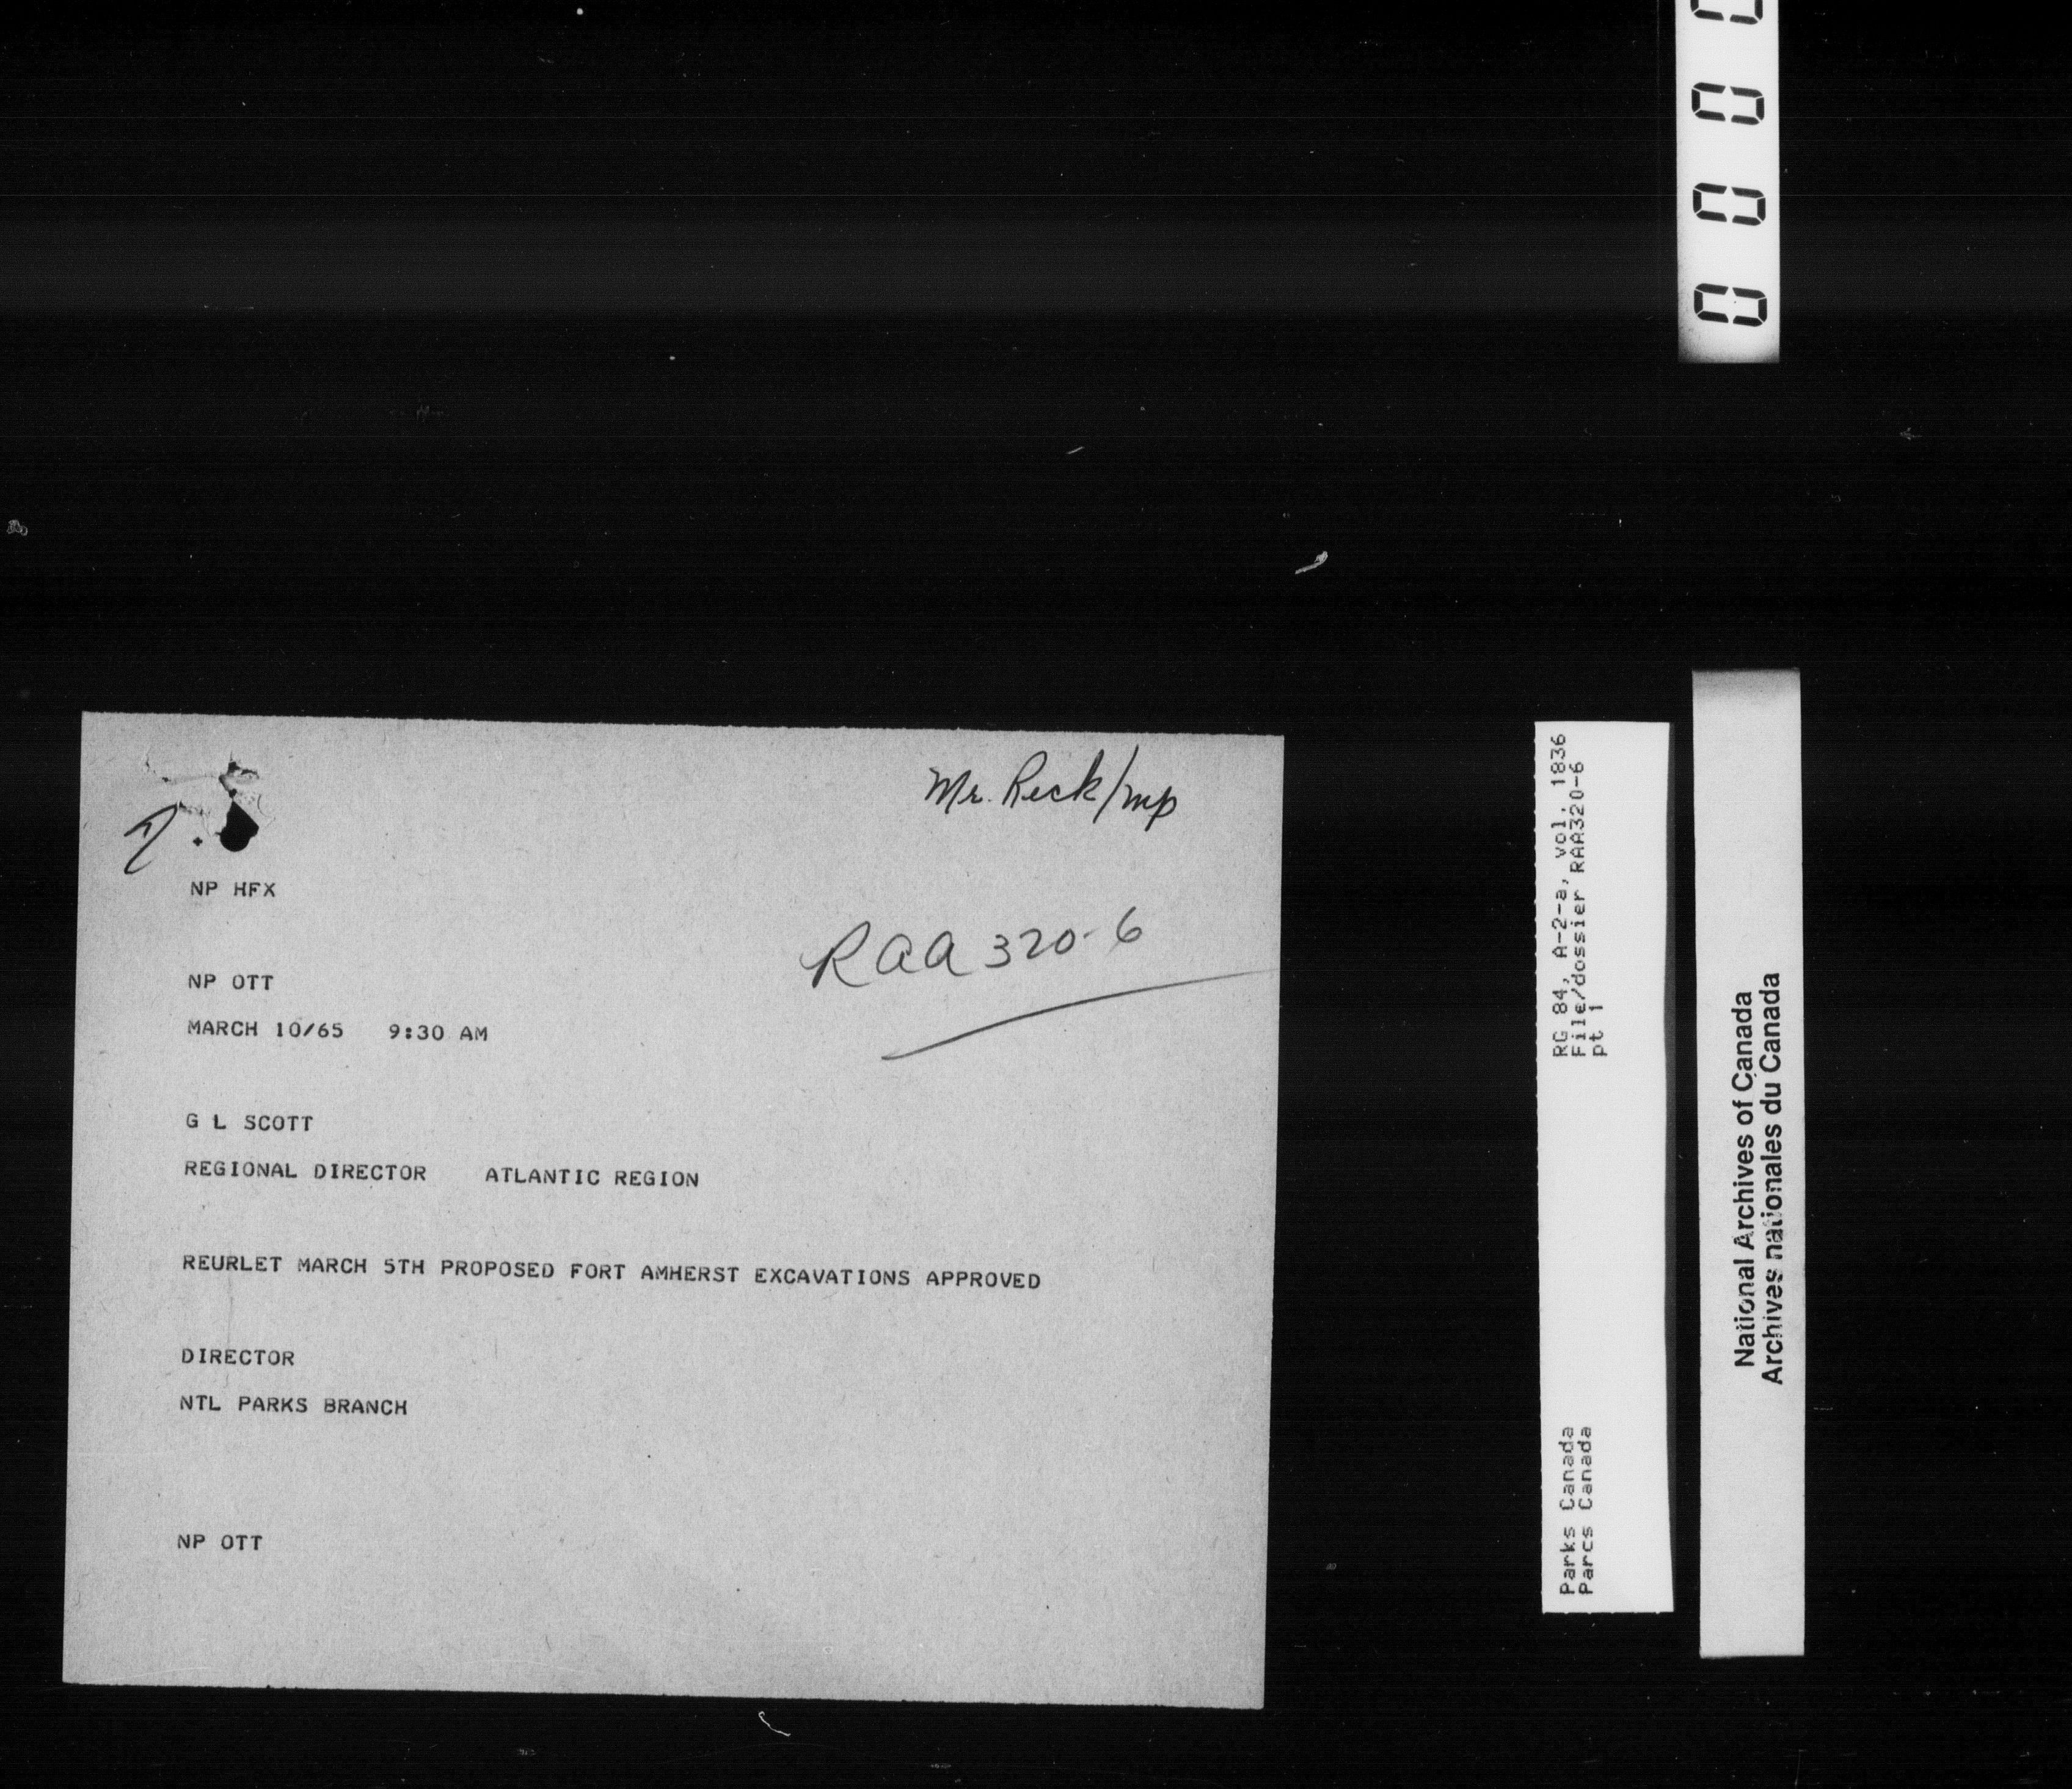 Mr. Reck/mp
NP HFX
RAA 320-6
NP OTT
MARCH 10/65 9:30 AM
G L SCOTT
REGIONAL DIRECTOR ATLANTIC REGION
REURLET MARCH 5TH PROPOSED FORT AMHERST EXCAVATIONS APPROVED
DIRECTOR
NTL PARKS BRANCH
NP OTT
RG 84, A-2-a, vol. 1836
File/dossier RAA320-6
pt 1
Parks Canada
Parcs Canada
National Archives of Canada
Archives nationales du Canada